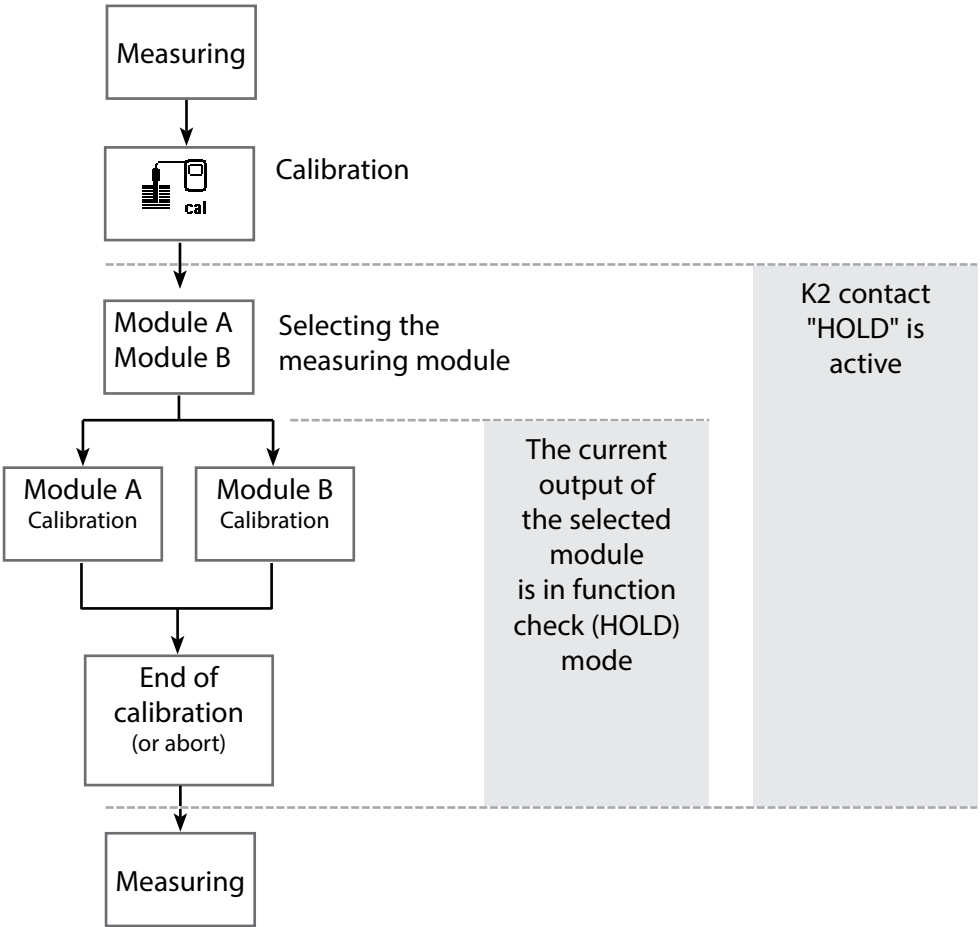 Measuring
Calibration
cal
Module A
Module B
Selecting the
measuring module
K2 contact
"HOLD" is
active
Module A
Calibration
Module B
Calibration
The current
output of
the selected
module
is in function
check (HOLD)
mode
End of
calibration
(or abort)
Measuring